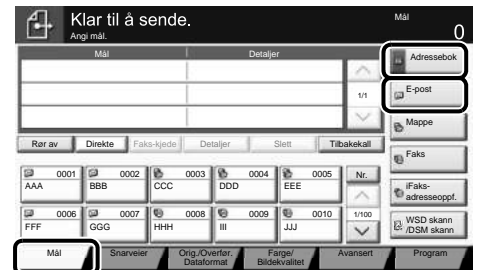 Klar til å sende.
Angi mål.
Mål
0
Mål Detaljer
1/1
Adressebok
E-post
Mappe
Faks
iFaks-
adresseoppf.
WSD skann
/DSM skann
Rør av Direkte Faks-kjede Detaljer Slett Tilbakekall
0001 0002 0003 0004 0005 Nr.
AAA BBB CCC DDD EEE
0006 0007 0008 0009 0010 1/100
FFF GGG HHH III JJJ
Mål Snarveier Orig./Overfør. Farge/ Avansert Program
Dataformat Bildekvalitet